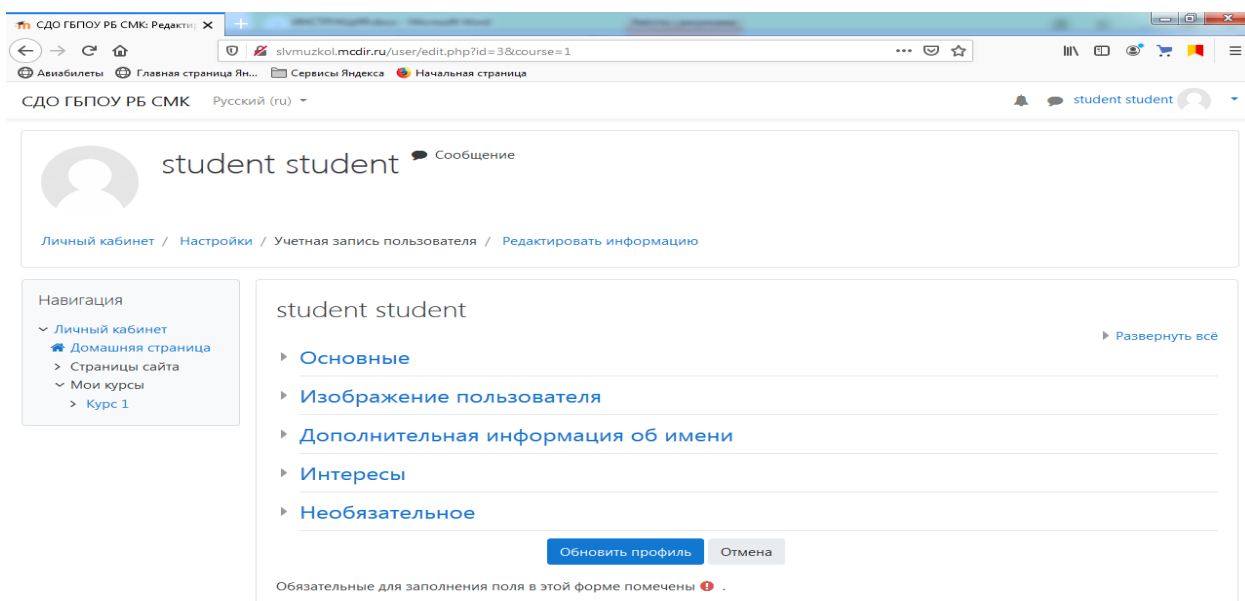 СДО ГБПОУ РБ СМК: Редакти
slvmuzkol.mcdir.ru/user/edit.php?id=3&course=1
Авиабилеты Главная страница Ян... Сервисы Яндекса Начальная страница
СДО ГБПОУ РБ СМК Русский (ru) student student
student student Сообщение
Личный кабинет / Настройки / Учетная запись пользователя / Редактировать информацию
Навигация
Личный кабинет
Домашняя страница
Страницы сайта
Мои курсы
Курс 1
student student
Развернуть всё
Основные
Изображение пользователя
Дополнительная информация об имени
Интересы
Необязательное
Обновить профиль Отмена
Обязательные для заполнения поля в этой форме помечены .